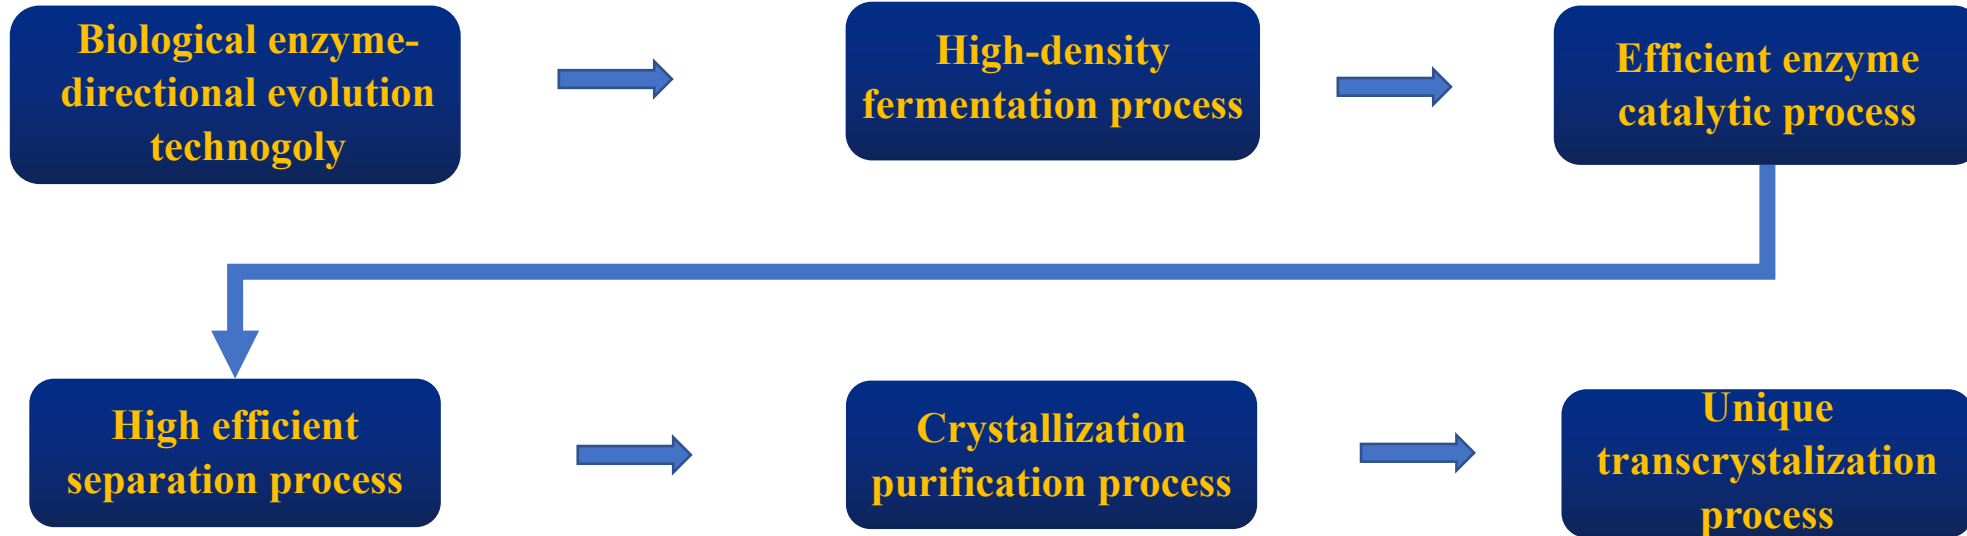 Biological enzyme-
directional evolution
technogoly
High-density
fermentation process
Efficient enzyme
catalytic process
High efficient
separation process
Crystallization
purification process
Unique
transcrystalization
process